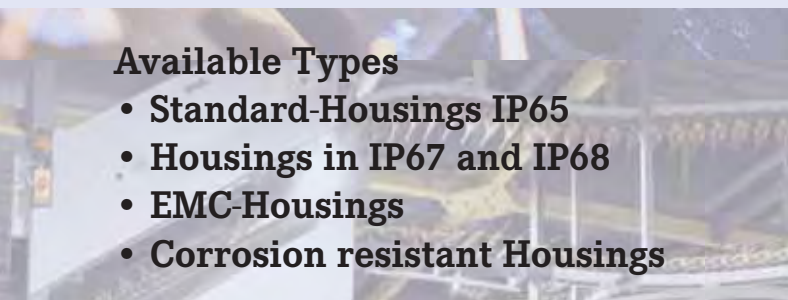 Available Types
• Standard-Housings IP65
• Housings in IP67 and IP68
• EMC-Housings
• Corrosion resistant Housings